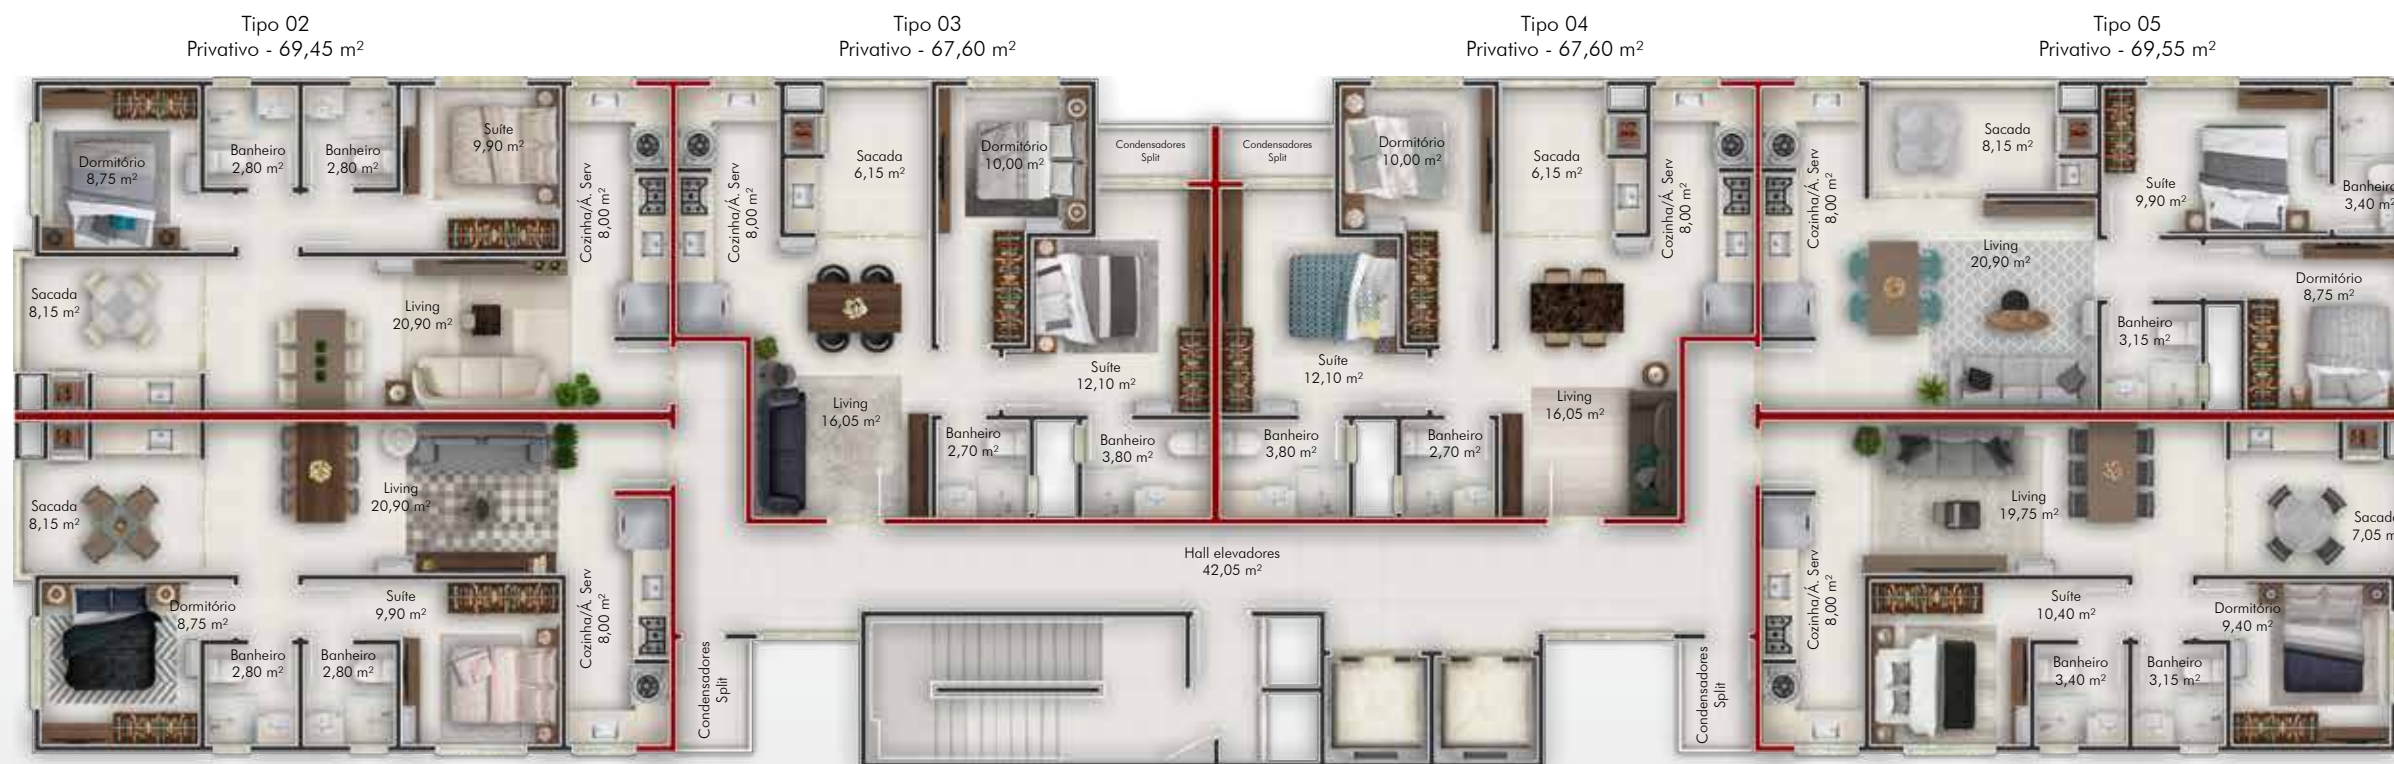 Tipo 02
Privativo - 69,45 m²
Tipo 03
Privativo - 67,60 m²
Tipo 04
Privativo - 67,60 m²
Tipo 05
Privativo - 69,55 m²
Dormitório
8,75 m²
Banheiro
2,80 m²
Banheiro
2,80 m²
Suíte
9,90 m²
Cozinha/Á. Serv
8,00 m²
Sacada
8,15 m²
Living
20,90 m²
Cozinha/Á. Serv
8,00 m²
Sacada
6,15 m²
Dormitório
10,00 m²
Condensadores
Split
Suíte
12,10 m²
Living
16,05 m²
Banheiro
2,70 m²
Banheiro
3,80 m²
Condensadores
Split
Dormitório
10,00 m²
Sacada
6,15 m²
Cozinha/Á. Serv
8,00 m²
Suíte
12,10 m²
Living
16,05 m²
Banheiro
3,80 m²
Banheiro
2,70 m²
Cozinha/Á. Serv
8,00 m²
Sacada
8,15 m²
Suíte
9,90 m²
Banheiro
3,40 m²
Living
20,90 m²
Dormitório
8,75 m²
Banheiro
3,15 m²
Sacada
8,15 m²
Living
20,90 m²
Dormitório
8,75 m²
Suíte
9,90 m²
Banheiro
2,80 m²
Banheiro
2,80 m²
Cozinha/Á. Serv
8,00 m²
Condensadores
Split
Hall elevadores
42,05 m²
Condensadores
Split
Living
19,75 m²
Sacada
7,05 m
Cozinha/Á. Serv
8,00 m²
Suíte
10,40 m²
Dormitório
9,40 m²
Banheiro
3,40 m²
Banheiro
3,15 m²